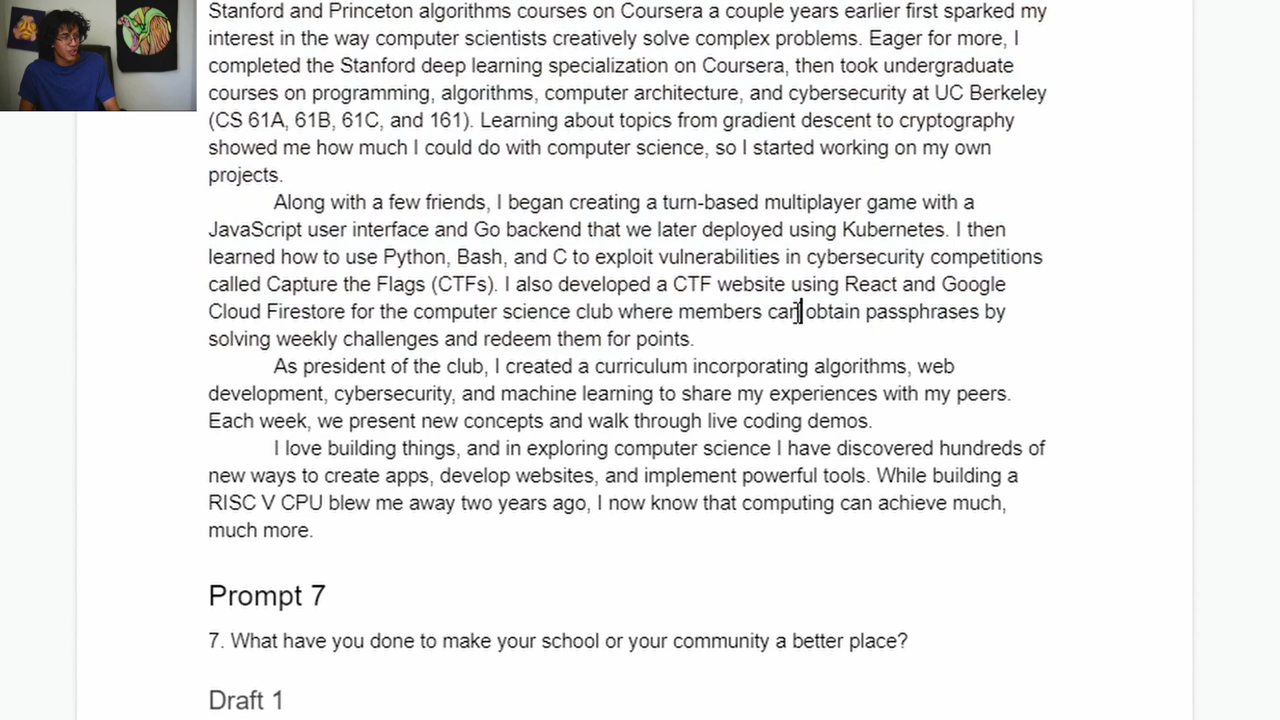 Stanford and Princeton algorithms courses on Coursera a couple years earlier first sparked my
interest in the way computer scientists creatively solve complex problems. Eager for more, I
completed the Stanford deep learning specialization on Coursera, then took undergraduate
courses on programming, algorithms, computer architecture, and cybersecurity at UC Berkeley
(CS 61A, 61B, 61C, and 161). Learning about topics from gradient descent to cryptography
showed me how much I could do with computer science, so I started working on my own
projects.
Along with a few friends, I began creating a turn-based multiplayer game with a
JavaScript user interface and Go backend that we later deployed using Kubernetes. I then
learned how to use Python, Bash, and C to exploit vulnerabilities in cybersecurity competitions
called Capture the Flags (CTFs). I also developed a CTF website using React and Google
Cloud Firestore for the computer science club where members can obtain passphrases by
solving weekly challenges and redeem them for points.
As president of the club, I created a curriculum incorporating algorithms, web
development, cybersecurity, and machine learning to share my experiences with my peers.
Each week, we present new concepts and walk through live coding demos.
I love building things, and in exploring computer science I have discovered hundreds of
new ways to create apps, develop websites, and implement powerful tools. While building a
RISC V CPU blew me away two years ago, I now know that computing can achieve much,
much more.
Prompt 7
7. What have you done to make your school or your community a better place?
Draft 1